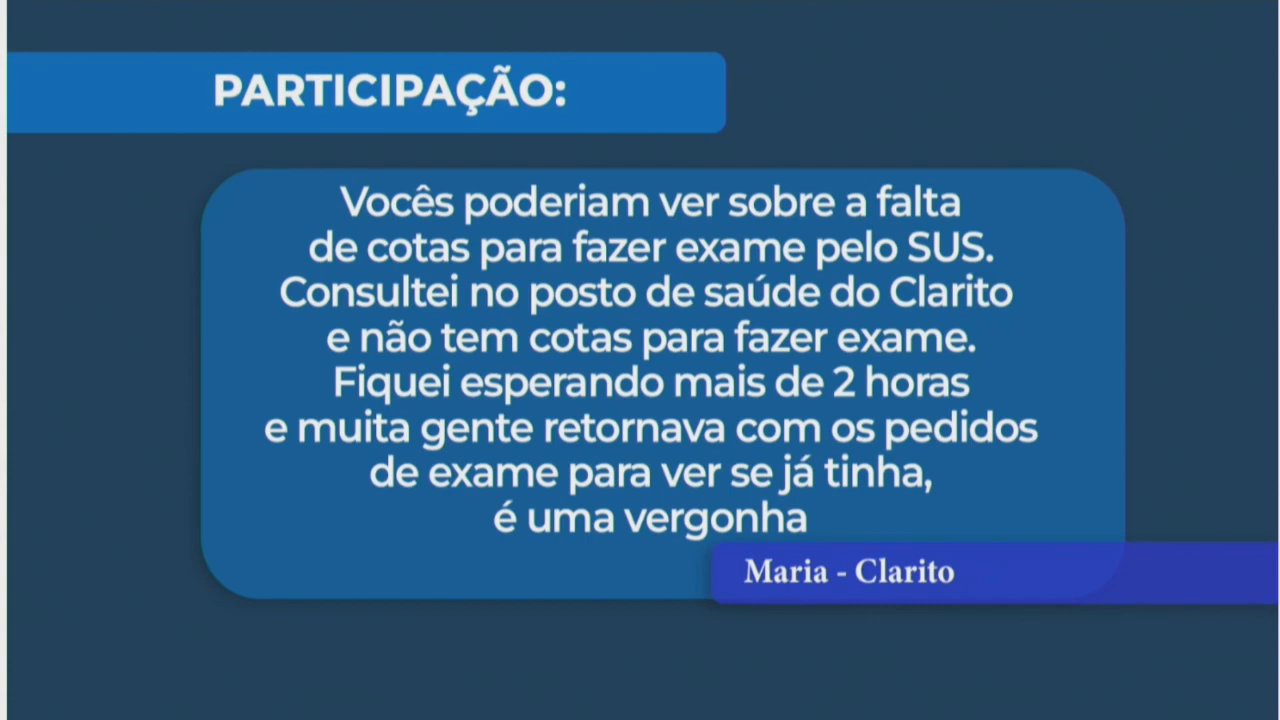 PARTICIPAÇÃO:
Vocês poderiam ver sobre a falta
de cotas para fazer exame pelo SUS.
Consultei no posto de saúde do Clarito
e não tem cotas para fazer exame.
Fiquei esperando mais de 2 horas
e muita gente retornava com os pedidos
de exame para ver se já tinha,
é uma vergonha
Maria - Clarito